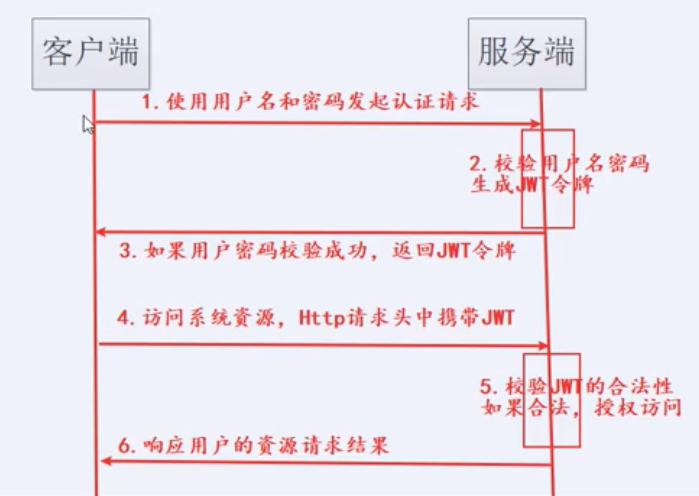 客户端
服务端
1.使用用户名和密码发起认证请求
2.校验用户名密码
生成JWT令牌
3.如果用户密码校验成功，返回JWT令牌
4.访问系统资源，Http请求头中携带JWT
5.校验JWT的合法性
如果合法，授权访问
6.响应用户的资源请求结果